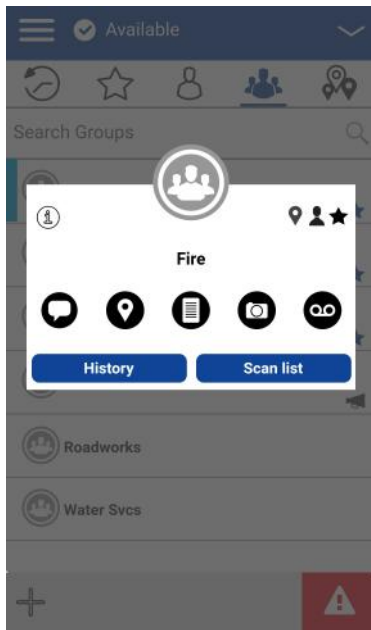 Available
Search Groups
Fire
History
Scan list
Roadworks
Water Svcs